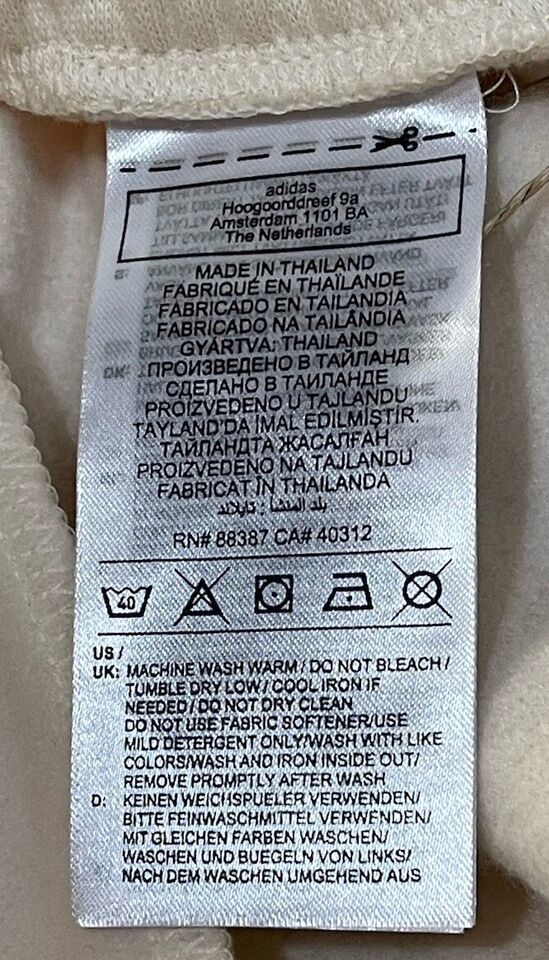 adidas
Hoogoorddreef 9a
Amsterdam 1101 BA
The Netherlands
MADE IN THAILAND
FABRIQUÉ EN THAÏLANDE
FABRICADO EN TAILANDIA
FABRICADO NA TAILÂNDIA
GYÁRTVA: THAILAND
ПРОИЗВЕДЕНО В ТАЙЛАНД
СДЕЛАНО В ТАИЛАНДЕ
PROIZVEDENO U TAJLANDU
TAYLAND'DA İMAL EDİLMİŞTİR.
ТАЙЛАНДТА ЖАСАЛҒАН
PROIZVEDENO NA TAJLANDU
FABRICAT ÎN THAILANDA
بلد المنشأ : تايلاند
RN# 88387 CA# 40312
40
US /
UK: MACHINE WASH WARM / DO NOT BLEACH /
TUMBLE DRY LOW / COOL IRON IF
NEEDED / DO NOT DRY CLEAN
DO NOT USE FABRIC SOFTENER/USE
MILD DETERGENT ONLY/WASH WITH LIKE
COLORS/WASH AND IRON INSIDE OUT/
REMOVE PROMPTLY AFTER WASH
D: KEINEN WEICHSPUELER VERWENDEN/
BITTE FEINWASCHMITTEL VERWENDEN/
MIT GLEICHEN FARBEN WASCHEN/
WASCHEN UND BUEGELN VON LINKS/
NACH DEM WASCHEN UMGEHEND AUS